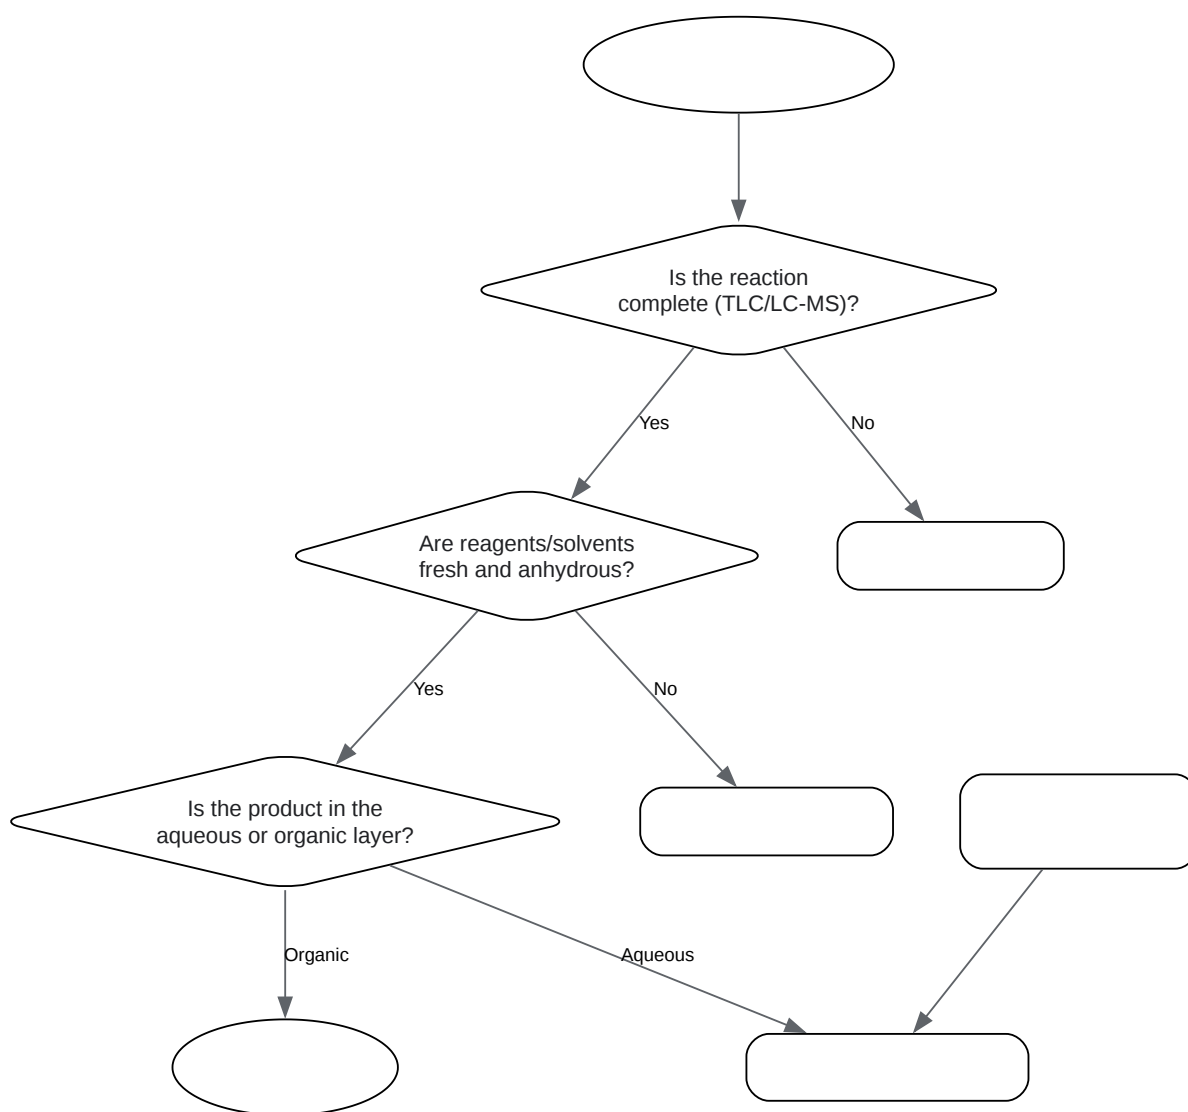 Is the reaction
complete (TLC/LC-MS)?
Yes
No
Are reagents/solvents
fresh and anhydrous?
Yes
No
Is the product in the
aqueous or organic layer?
Organic
Aqueous